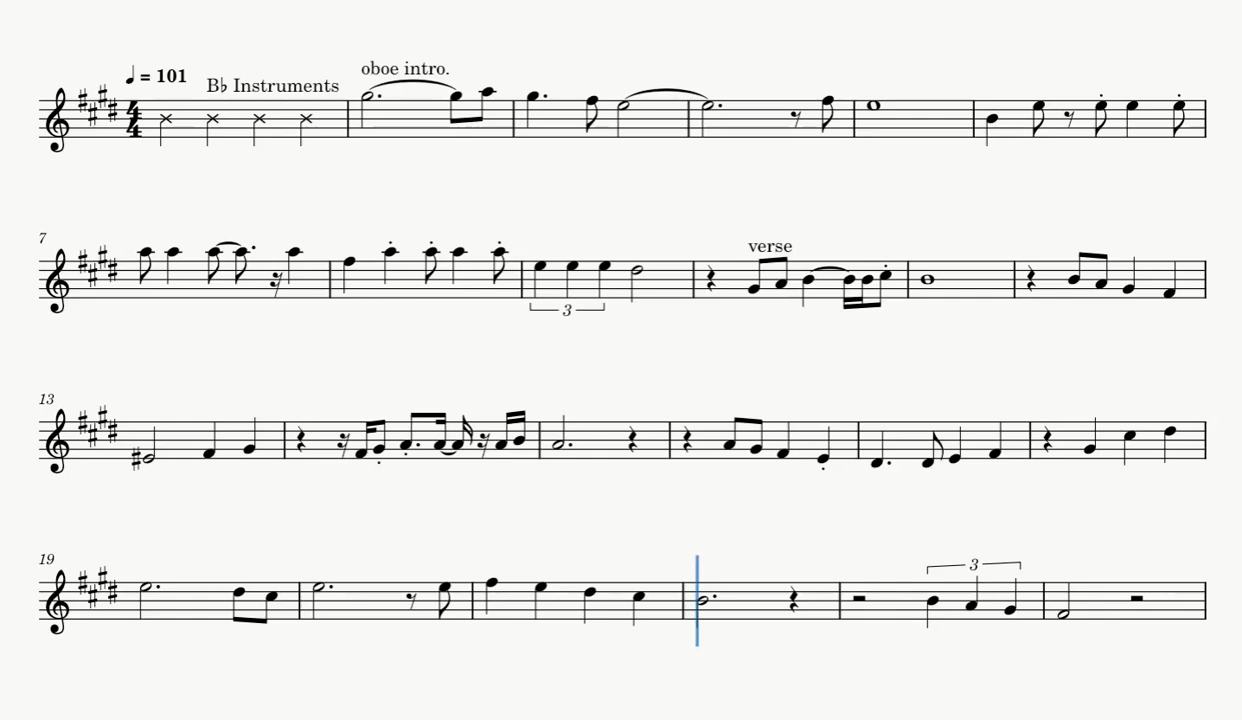 ♩ = 101
B♭ Instruments
oboe intro.
7
verse
3
13
19
3